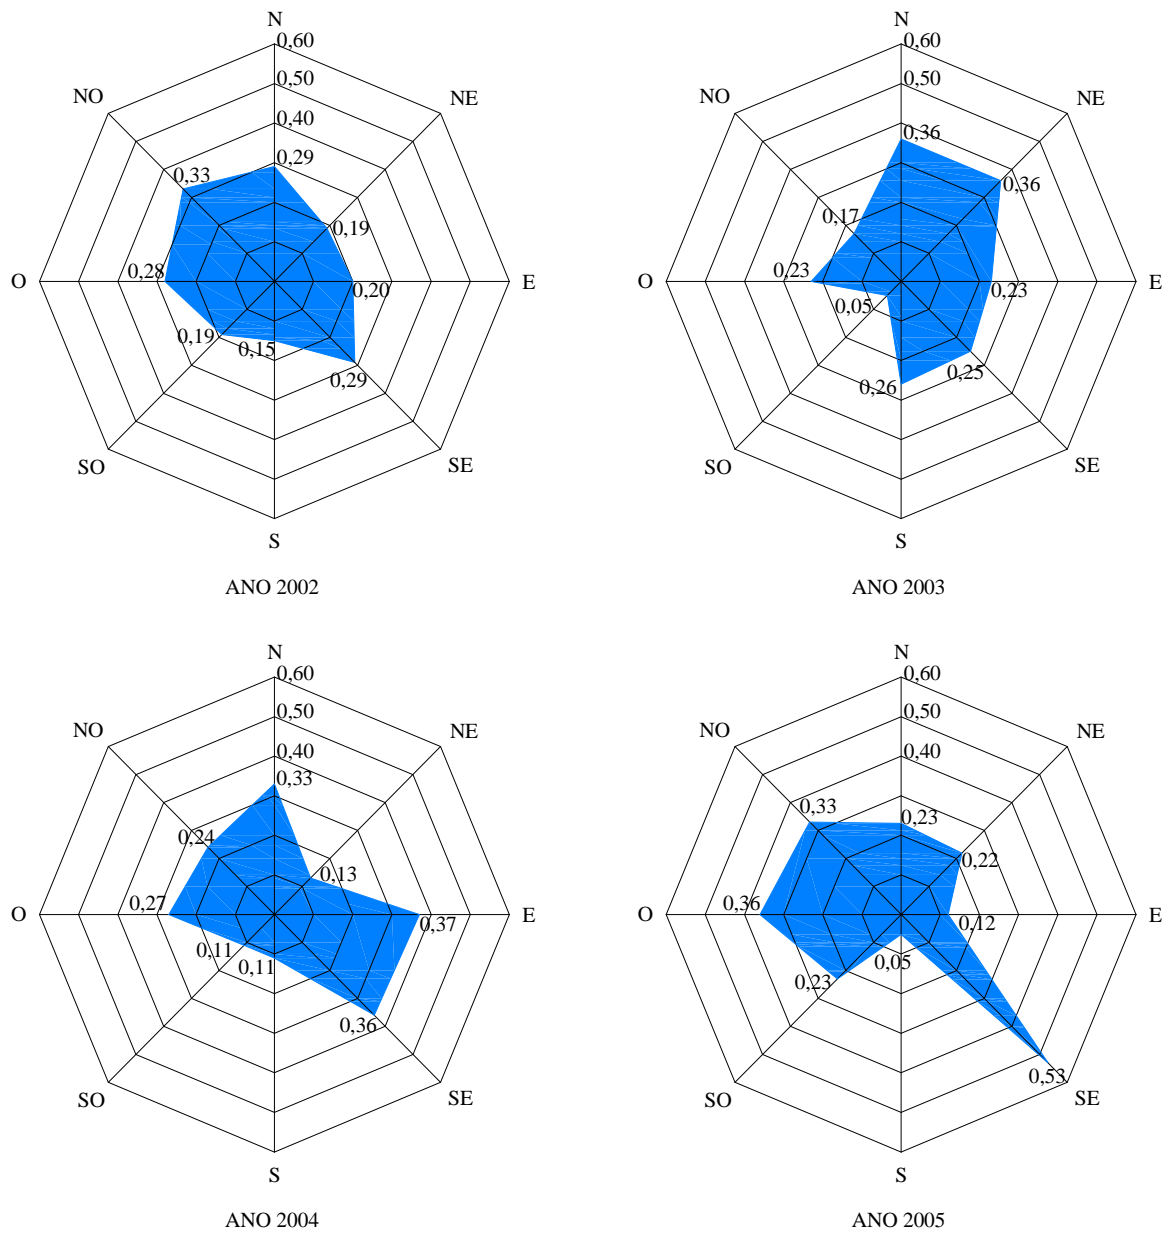 N
0,60
0,50
0,40
0,29
NO
NE
0,33
0,19
O
0,28
0,20
E
0,19
0,15
0,29
SO
SE
S
ANO 2002
N
0,60
0,50
0,36
NO
NE
0,36
0,17
O
0,23
0,23
E
0,05
0,26
0,25
SO
SE
S
ANO 2003
N
0,60
0,50
0,40
0,33
NO
NE
0,24
0,13
O
0,27
0,37
E
0,11
0,11
0,36
SO
SE
S
ANO 2004
N
0,60
0,50
0,40
NO
NE
0,33
0,23
0,22
O
0,36
0,12
E
0,23
0,05
0,53
SO
SE
S
ANO 2005